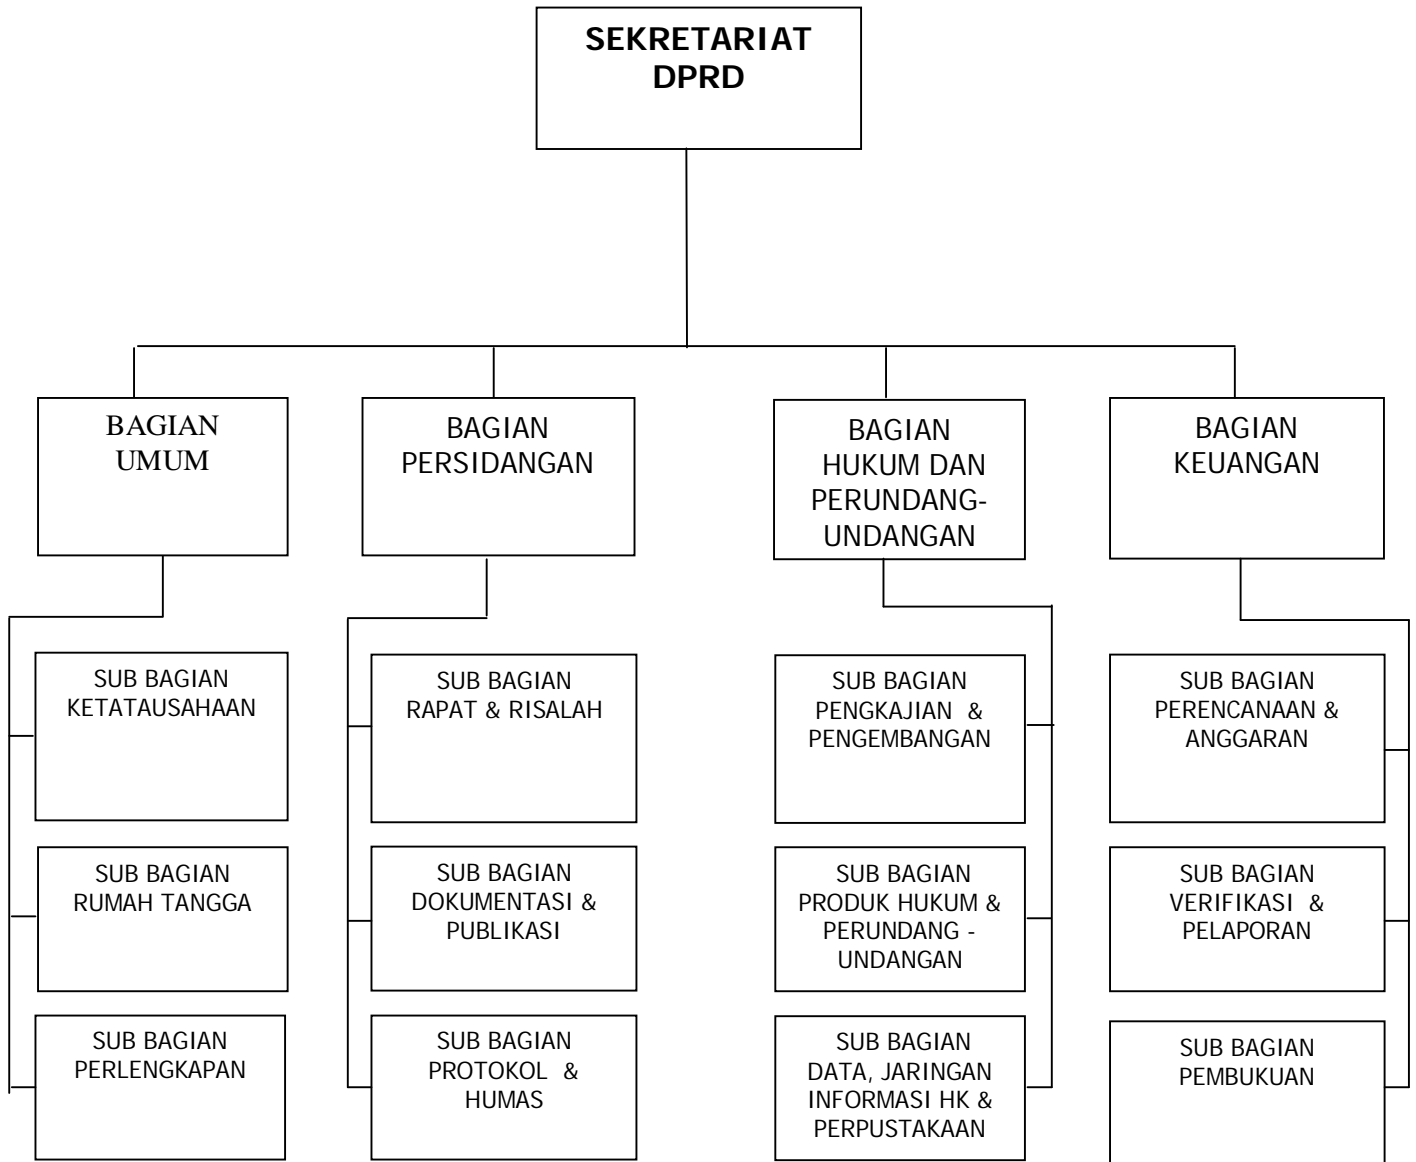 SEKRETARIAT
DPRD
BAGIAN
UMUM
BAGIAN
PERSIDANGAN
BAGIAN
HUKUM DAN
PERUNDANG-
UNDANGAN
BAGIAN
KEUANGAN
SUB BAGIAN
KETATAUSAHAAN
SUB BAGIAN
RAPAT & RISALAH
SUB BAGIAN
PENGKAJIAN &
PENGEMBANGAN
SUB BAGIAN
PERENCANAAN &
ANGGARAN
SUB BAGIAN
RUMAH TANGGA
SUB BAGIAN
DOKUMENTASI &
PUBLIKASI
SUB BAGIAN
PRODUK HUKUM &
PERUNDANG -
UNDANGAN
SUB BAGIAN
VERIFIKASI &
PELAPORAN
SUB BAGIAN
PERLENGKAPAN
SUB BAGIAN
PROTOKOL &
HUMAS
SUB BAGIAN
DATA, JARINGAN
INFORMASI HK &
PERPUSTAKAAN
SUB BAGIAN
PEMBUKUAN